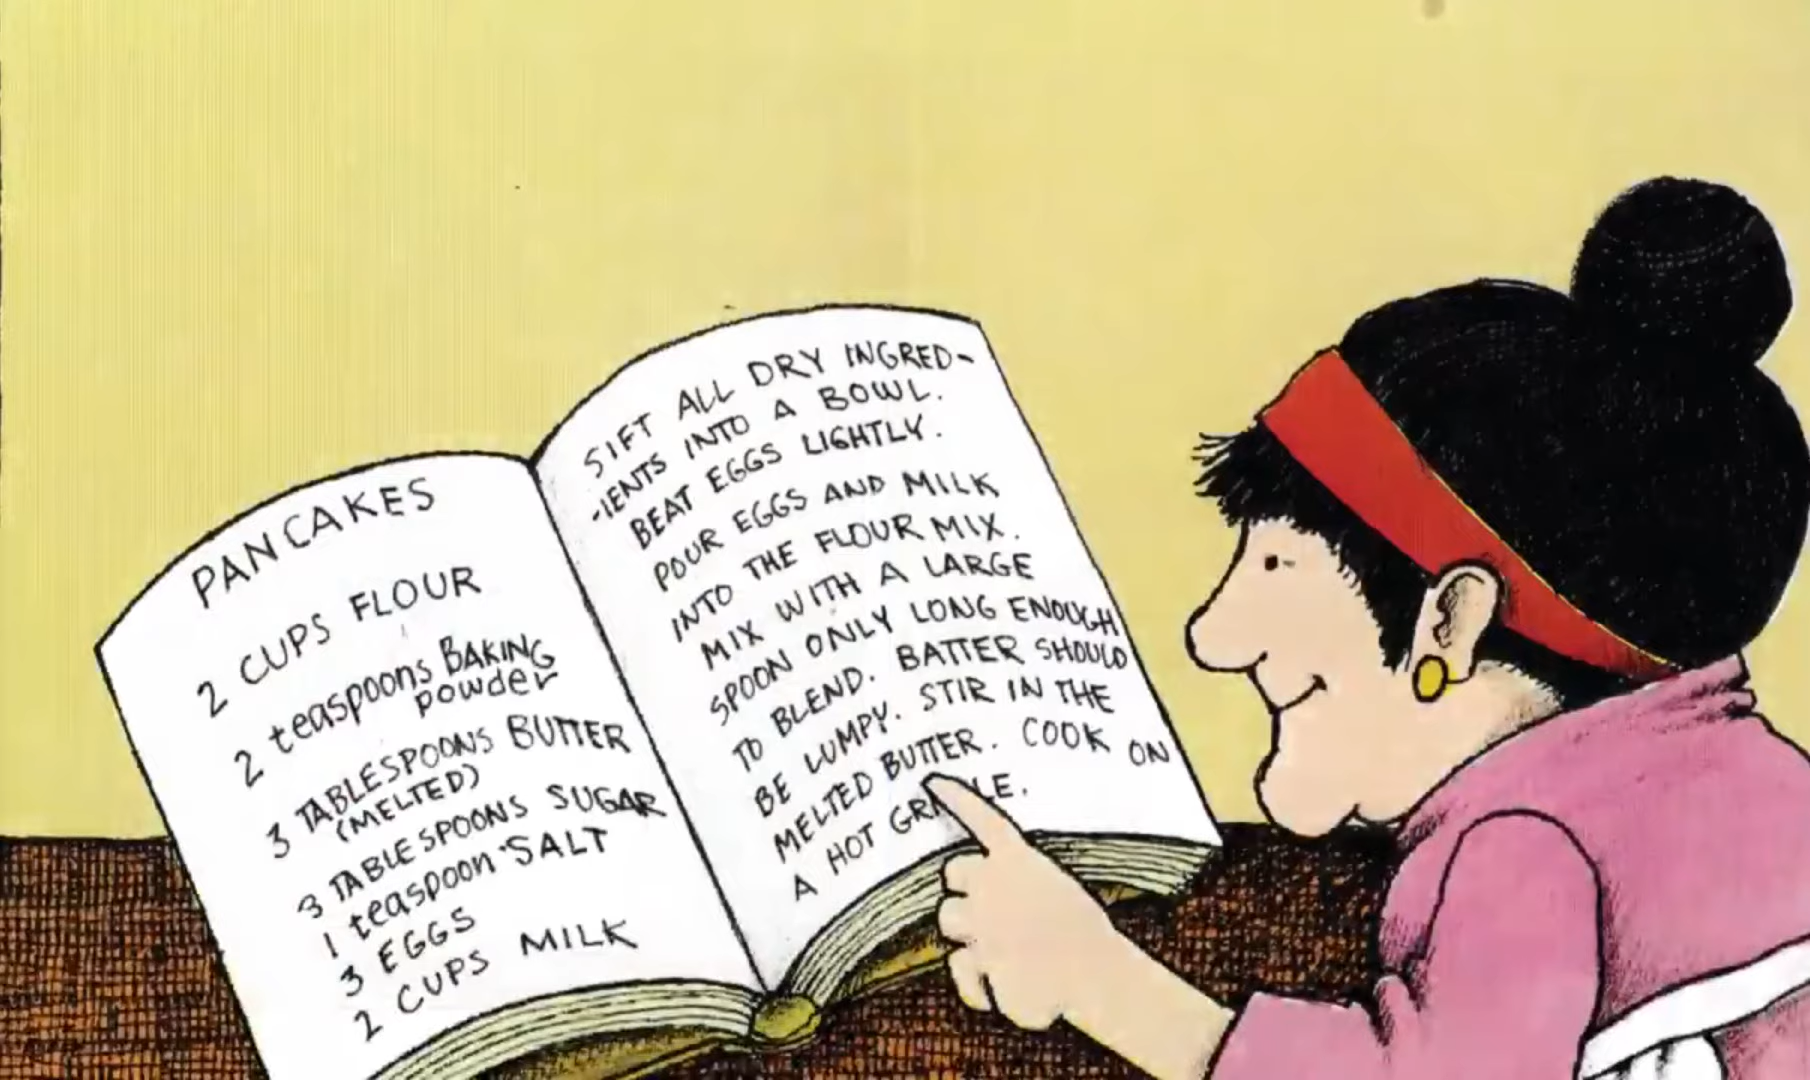 PANCAKES
2 CUPS FLOUR
2 teaspoons BAKING
powder
3 TABLESPOONS BUTTER
(MELTED)
3 TABLESPOONS SUGAR
1 teaspoon SALT
3 EGGS
2 CUPS MILK
SIFT ALL DRY INGRED-
-IENTS INTO A BOWL.
BEAT EGGS LIGHTLY.
POUR EGGS AND MILK
INTO THE FLOUR MIX.
MIX WITH A LARGE
SPOON ONLY LONG ENOUGH
TO BLEND. BATTER SHOULD
BE LUMPY. STIR IN THE
MELTED BUTTER. COOK ON
A HOT